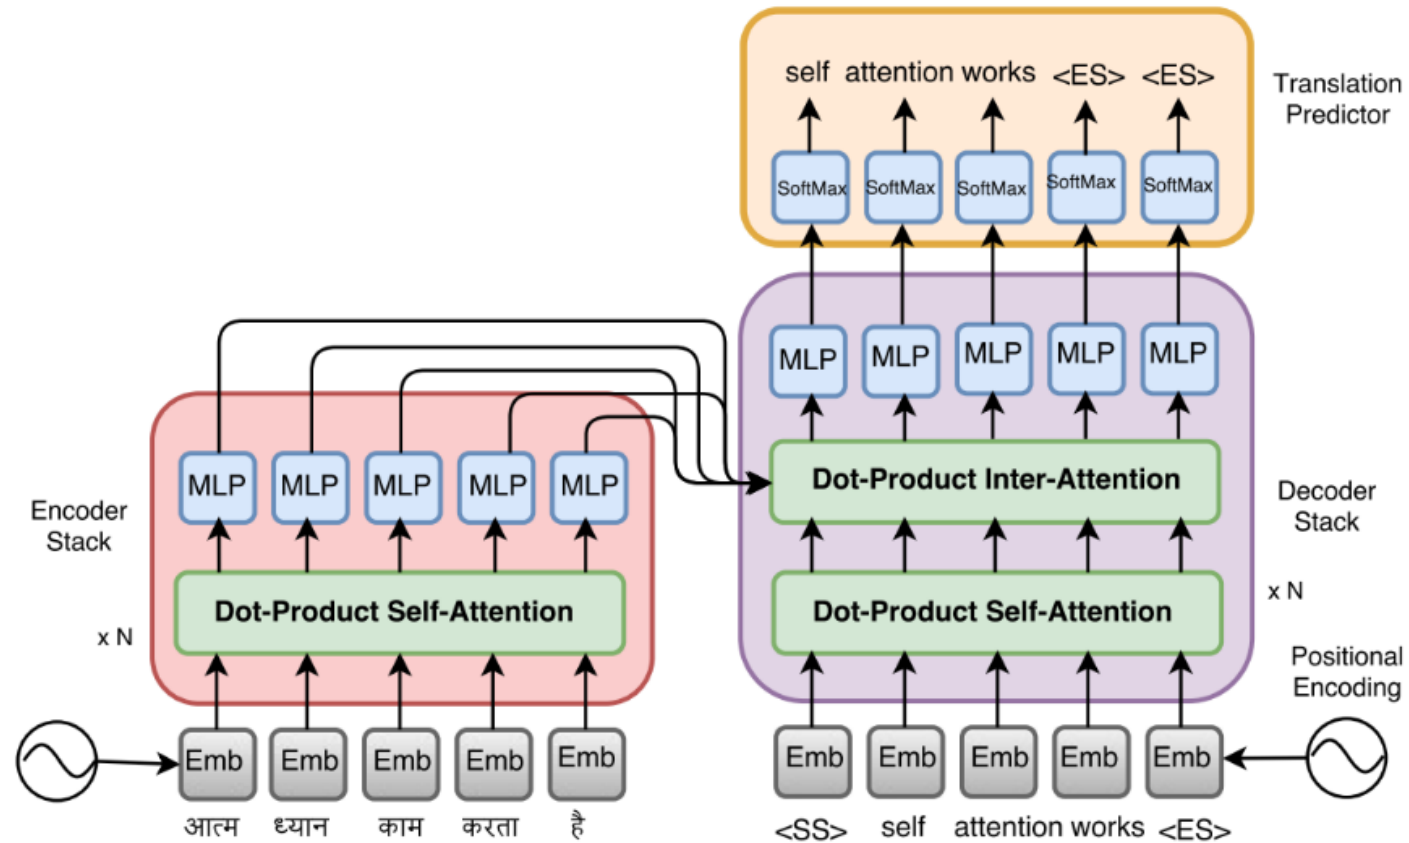 self attention works <ES> <ES>
Translation
Predictor
SoftMax SoftMax SoftMax SoftMax SoftMax
MLP MLP MLP MLP MLP
Dot-Product Inter-Attention
Decoder
Stack
Dot-Product Self-Attention
x N
MLP MLP MLP MLP MLP
Encoder
Stack
Dot-Product Self-Attention
x N
Positional
Encoding
Emb Emb Emb Emb Emb
आत्म ध्यान काम करता है
Emb Emb Emb Emb Emb
<SS> self attention works <ES>